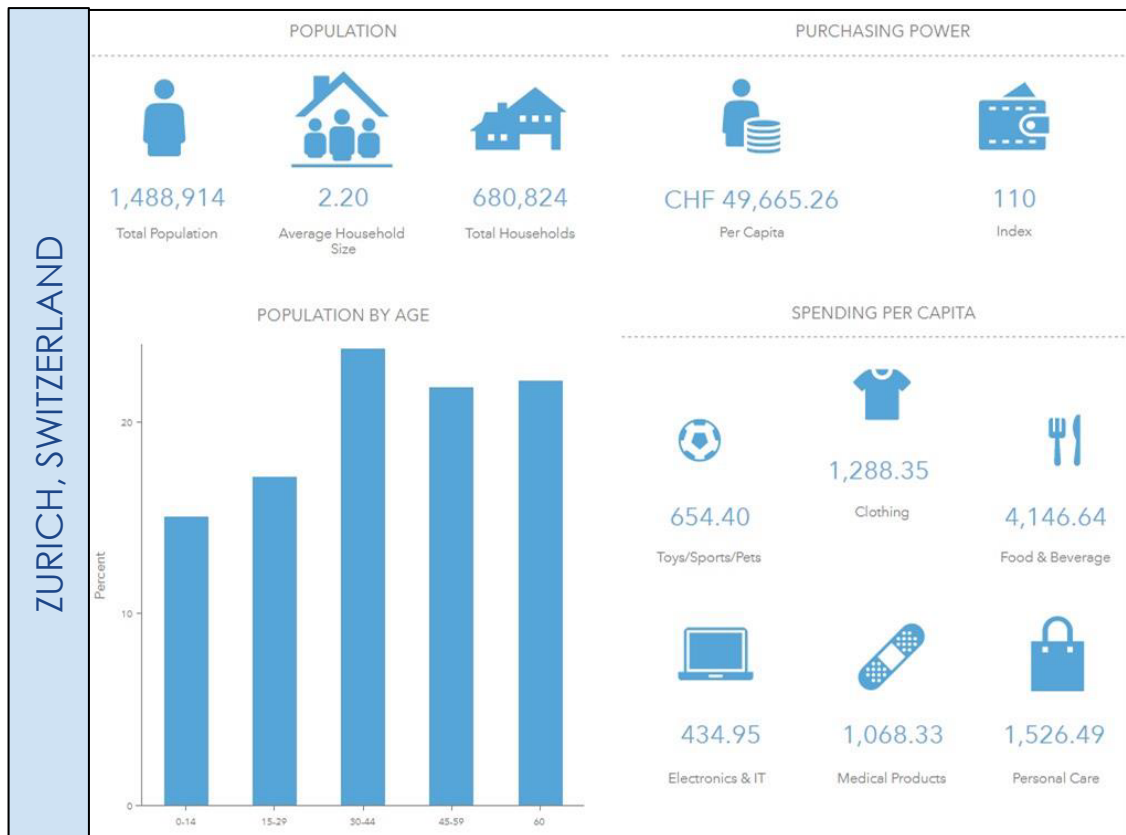 ZURICH, SWITZERLAND
POPULATION
1,488,914
Total Population
2.20
Average Household
Size
680,824
Total Households
PURCHASING POWER
CHF 49,665.26
Per Capita
110
Index
POPULATION BY AGE
Percent
20
10
0
0-14
15-29
30-44
45-59
60
SPENDING PER CAPITA
654.40
Toys/Sports/Pets
1,288.35
Clothing
4,146.64
Food & Beverage
434.95
Electronics & IT
1,068.33
Medical Products
1,526.49
Personal Care